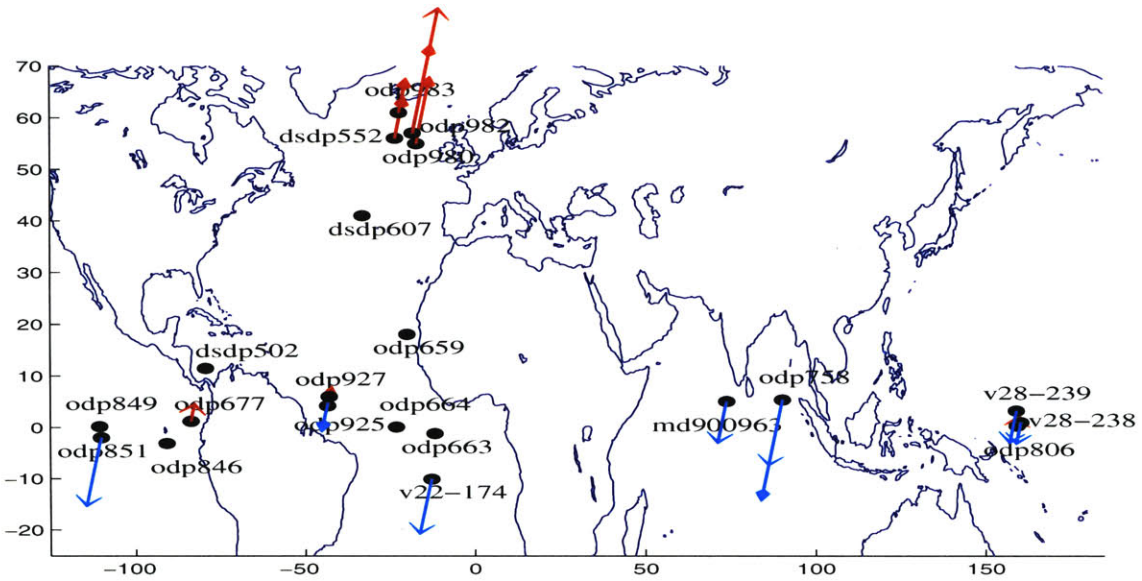 70
odp983
60
odp982
dsdp552
odp980
50
40
dsdp607
30
20
odp659
dsdp502
10
odp927
odp758
v28−239
odp849
odp677
odp664
md900963
v28−238
0
odp925
odp851
odp663
odp806
odp846
−10
v22−174
−20
−100
−50
0
50
100
150